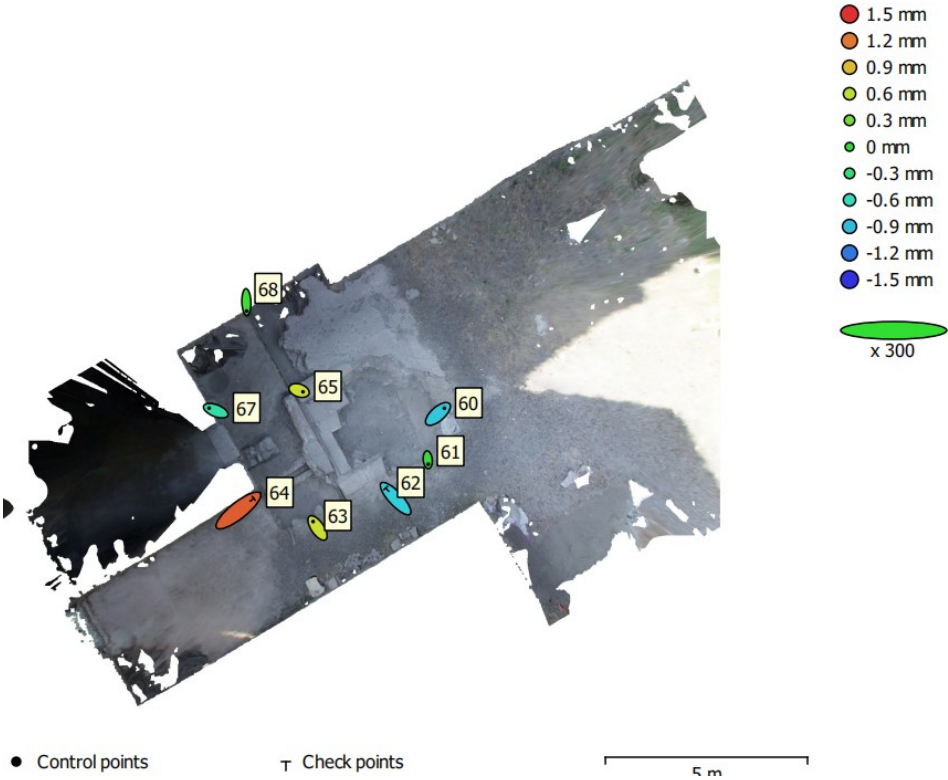 1.5 mm
1.2 mm
0.9 mm
0.6 mm
0.3 mm
0 mm
-0.3 mm
-0.6 mm
-0.9 mm
-1.2 mm
-1.5 mm
x 300
68
65
67
60
61
62
64
63
Control points
Check points
5 m